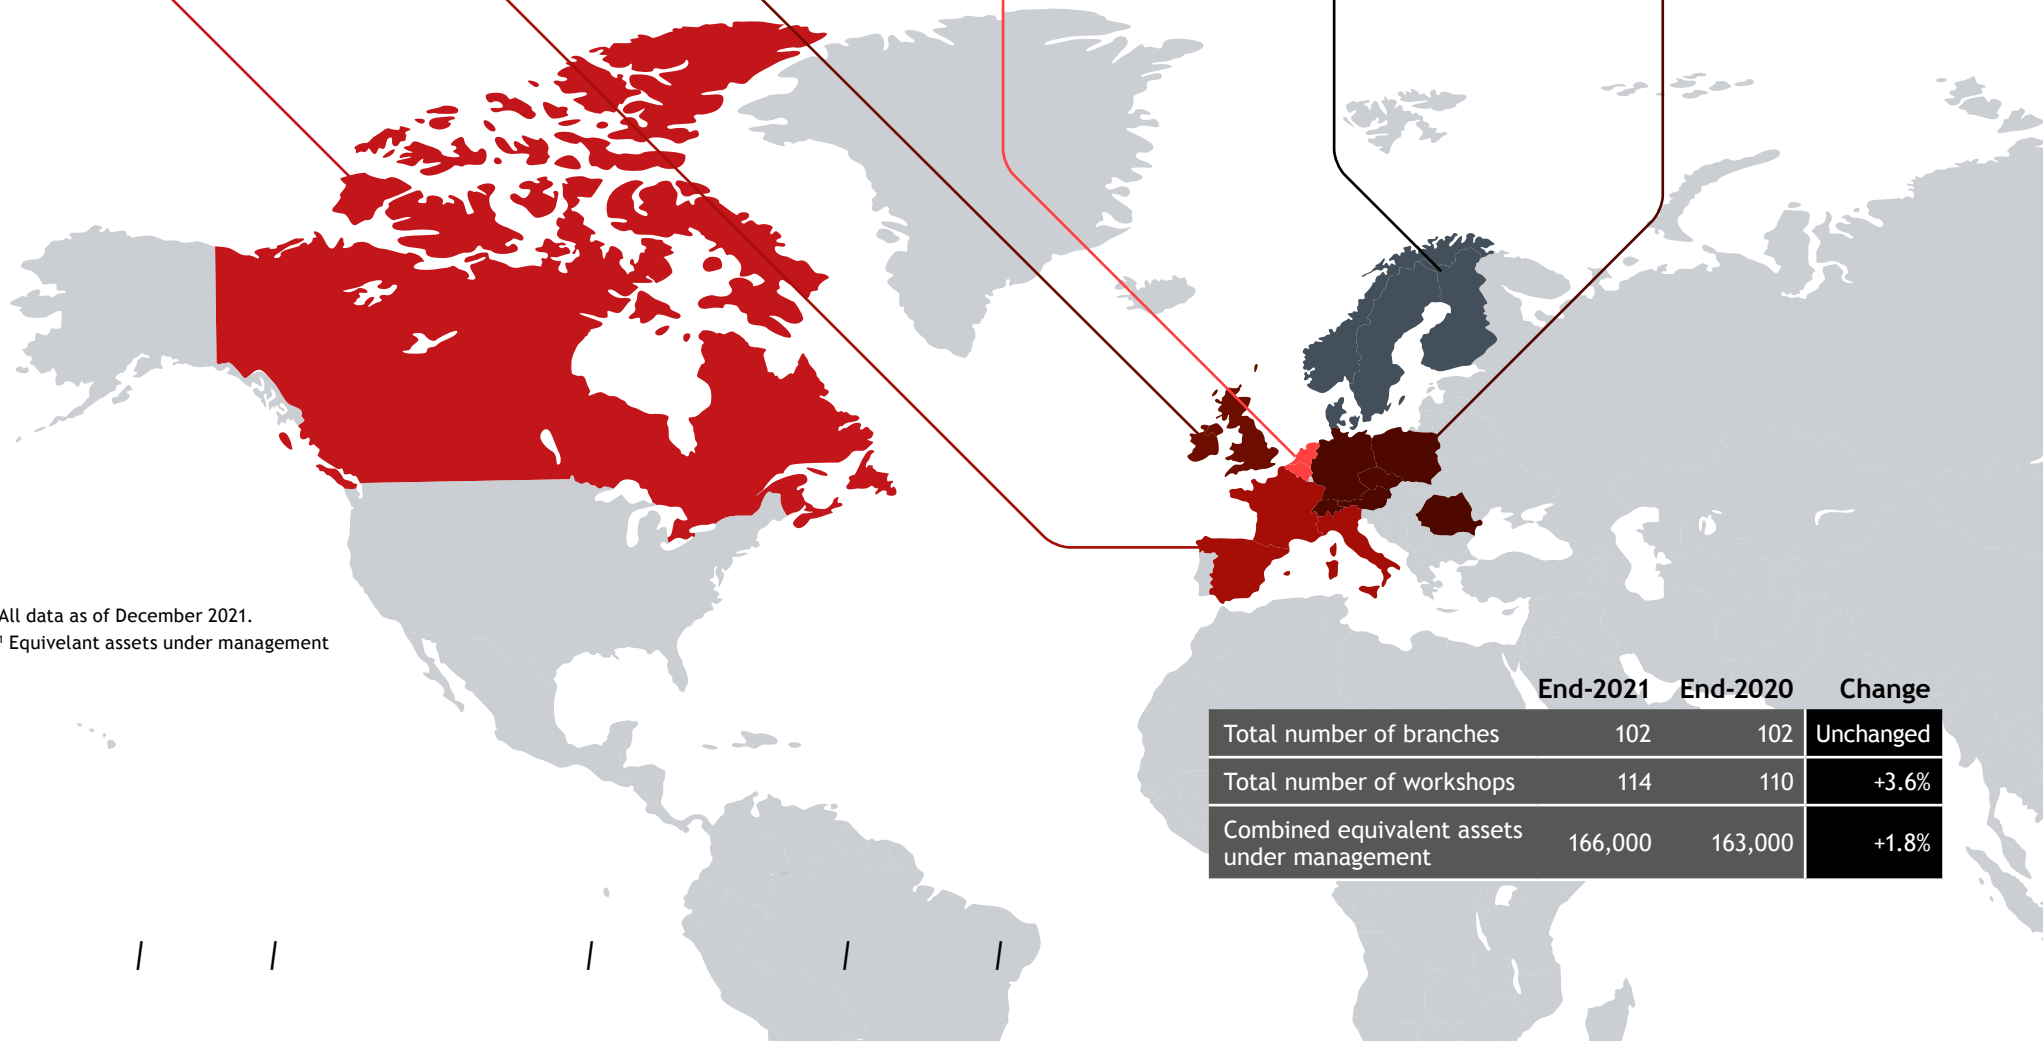 All data as of December 2021.
¹ Equivelant assets under management
End-2021 End-2020 Change
Total number of branches 102 102 Unchanged
Total number of workshops 114 110 +3.6%
Combined equivalent assets
under management 166,000 163,000 +1.8%
/ / / / /